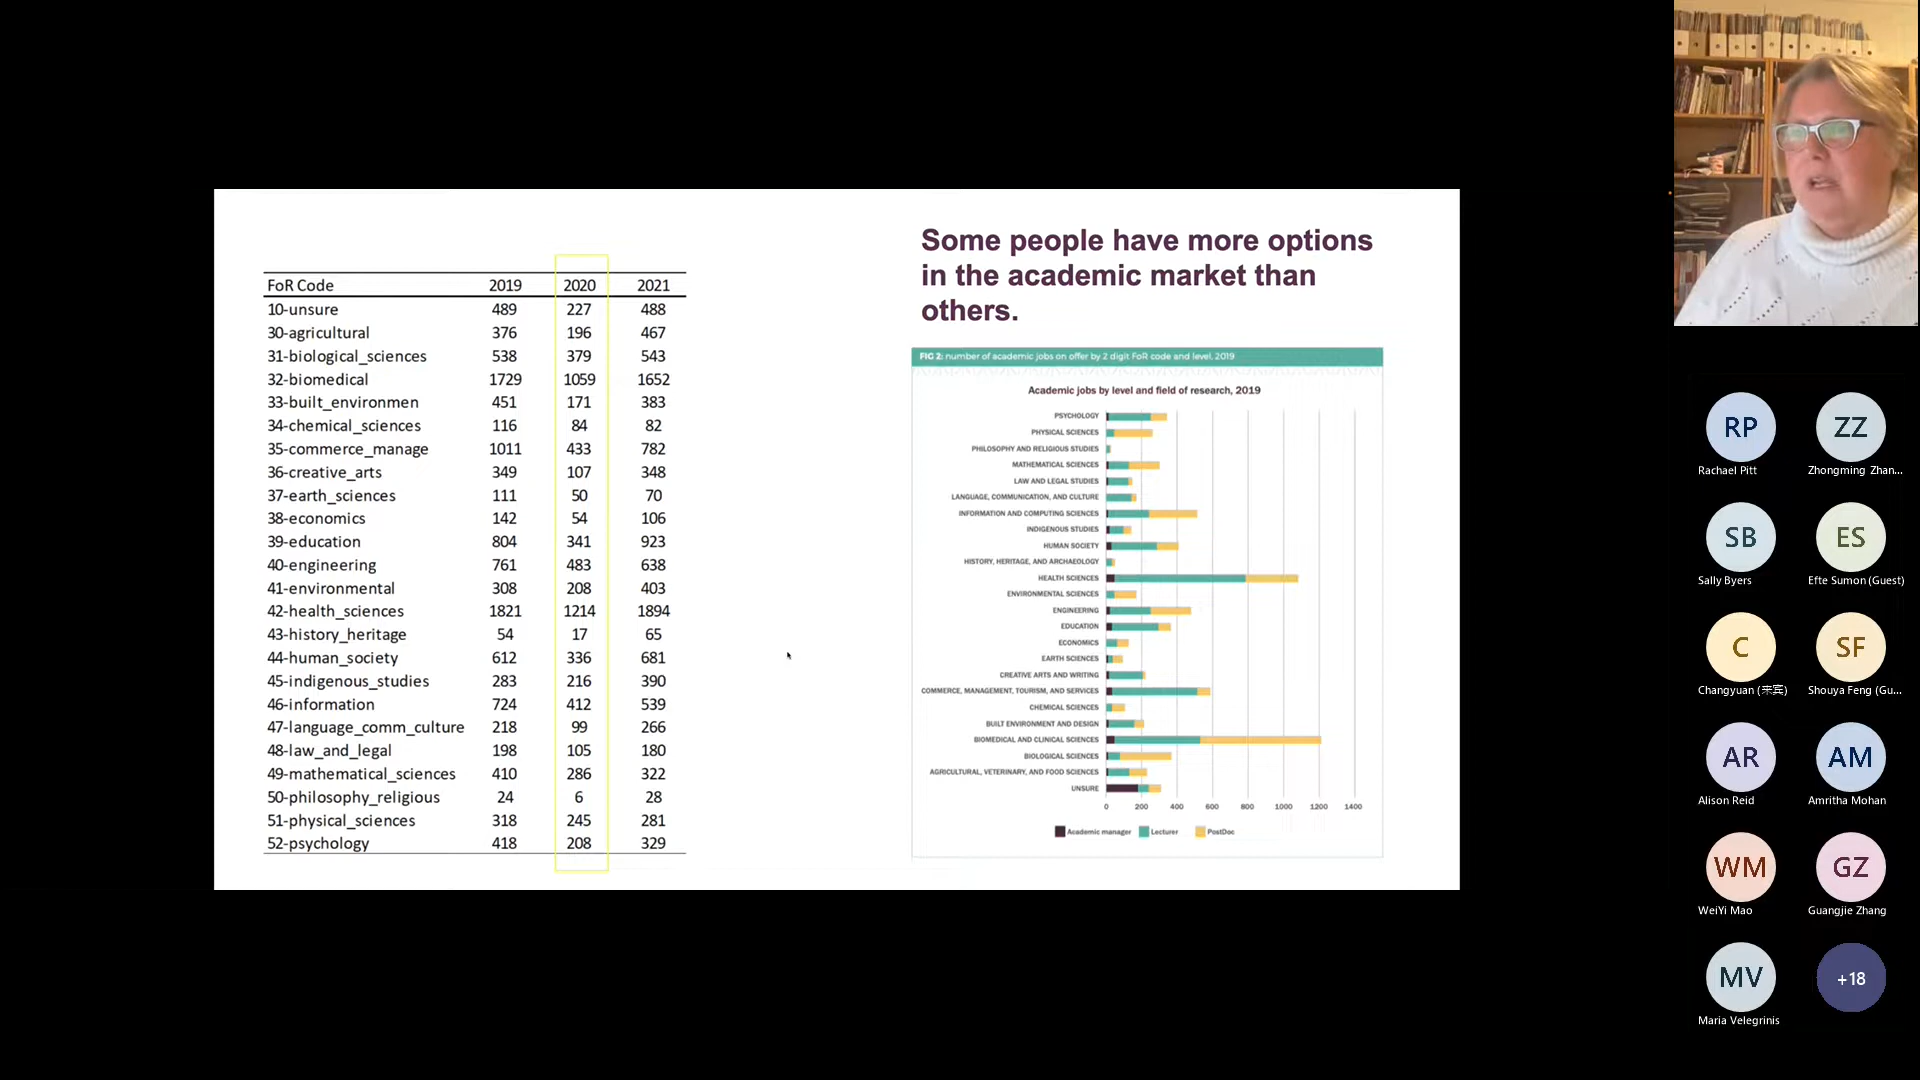 FoR Code 2019 2020 2021
10-unsure 489 227 488
30-agricultural 376 196 467
31-biological_sciences 538 379 543
32-biomedical 1729 1059 1652
33-built_environmen 451 171 383
34-chemical_sciences 116 84 82
35-commerce_manage 1011 433 782
36-creative_arts 349 107 348
37-earth_sciences 111 50 70
38-economics 142 54 106
39-education 804 341 923
40-engineering 761 483 638
41-environmental 308 208 403
42-health_sciences 1821 1214 1894
43-history_heritage 54 17 65
44-human_society 612 336 681
45-indigenous_studies 283 216 390
46-information 724 412 539
47-language_comm_culture 218 99 266
48-law_and_legal 198 105 180
49-mathematical_sciences 410 286 322
50-philosophy_religious 24 6 28
51-physical_sciences 318 245 281
52-psychology 418 208 329
Some people have more options
in the academic market than
others.
FIG 2: number of academic jobs on offer by 2 digit FoR code and level, 2019
Academic jobs by level and field of research, 2019
PSYCHOLOGY
PHYSICAL SCIENCES
PHILOSOPHY AND RELIGIOUS STUDIES
MATHEMATICAL SCIENCES
LAW AND LEGAL STUDIES
LANGUAGE, COMMUNICATION, AND CULTURE
INFORMATION AND COMPUTING SCIENCES
INDIGENOUS STUDIES
HUMAN SOCIETY
HISTORY, HERITAGE, AND ARCHAEOLOGY
HEALTH SCIENCES
ENVIRONMENTAL SCIENCES
ENGINEERING
EDUCATION
ECONOMICS
EARTH SCIENCES
CREATIVE ARTS AND WRITING
COMMERCE, MANAGEMENT, TOURISM, AND SERVICES
CHEMICAL SCIENCES
BUILT ENVIRONMENT AND DESIGN
BIOMEDICAL AND CLINICAL SCIENCES
BIOLOGICAL SCIENCES
AGRICULTURAL, VETERINARY, AND FOOD SCIENCES
UNSURE
0 200 400 600 800 1000 1200 1400
Academic manager Lecturer PostDoc
RP ZZ
Rachael Pitt Zhongming Zhan...
SB ES
Sally Byers Efte Sumon (Guest)
C SF
Changyuan (来宾) Shouya Feng (Gu...
AR AM
Alison Reid Amritha Mohan
WM GZ
WeiYi Mao Guangjie Zhang
MV +18
Maria Velegrinis